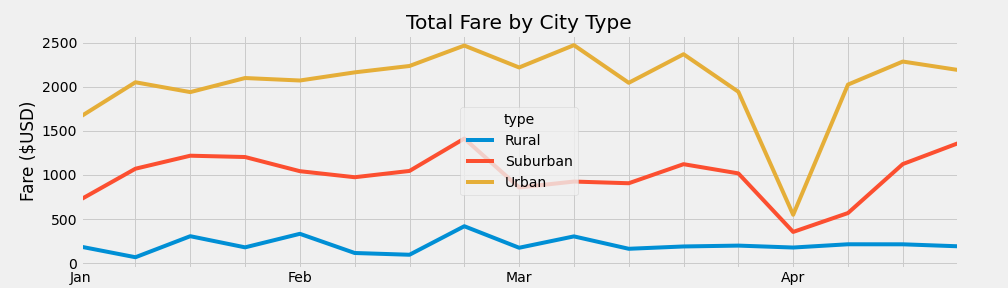 Total Fare by City Type
Fare ($USD)
2500
2000
1500
1000
500
0
type
Rural
Suburban
Urban
Jan
Feb
Mar
Apr